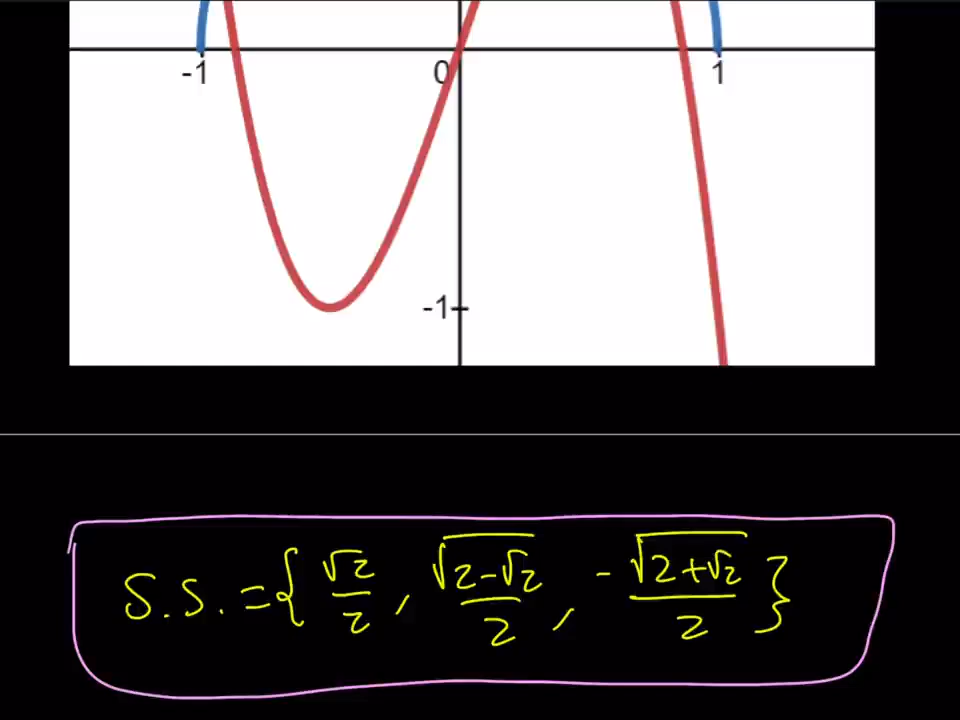 -1 0 1
-1
S.S. = { √2/2 , √(2-√2)/2 , -√(2+√2)/2 }